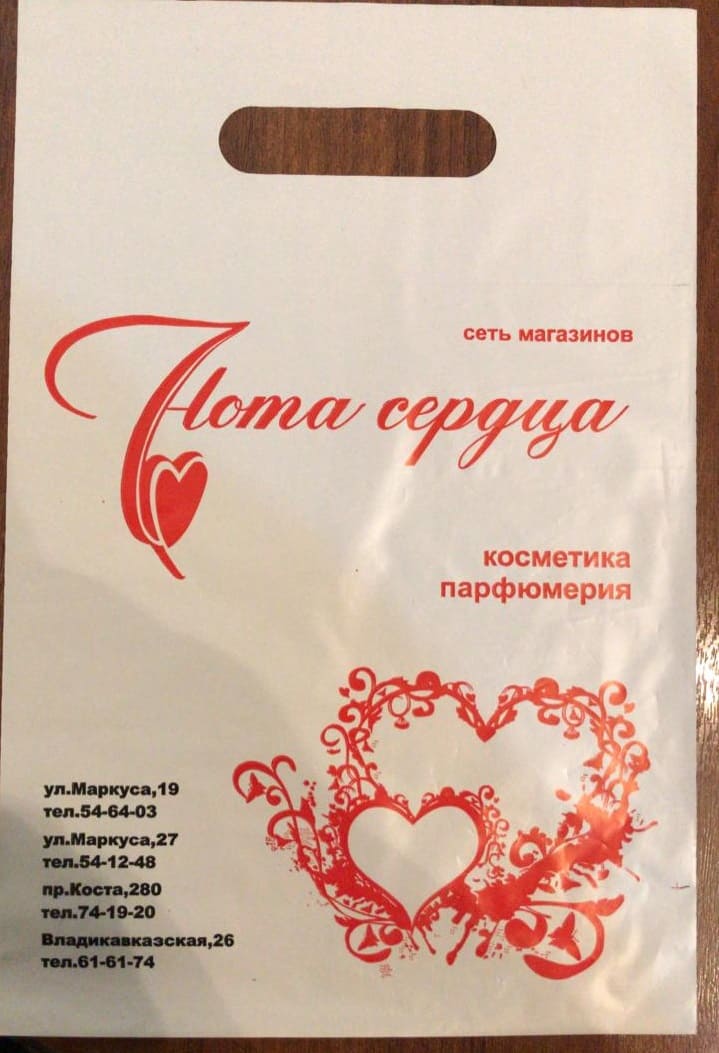 сеть магазинов
Нота сердца
косметика
парфюмерия
ул.Маркуса,19
тел.54-64-03
ул.Маркуса,27
тел.54-12-48
пр.Коста,280
тел.74-19-20
Владикавказская,26
тел.61-61-74